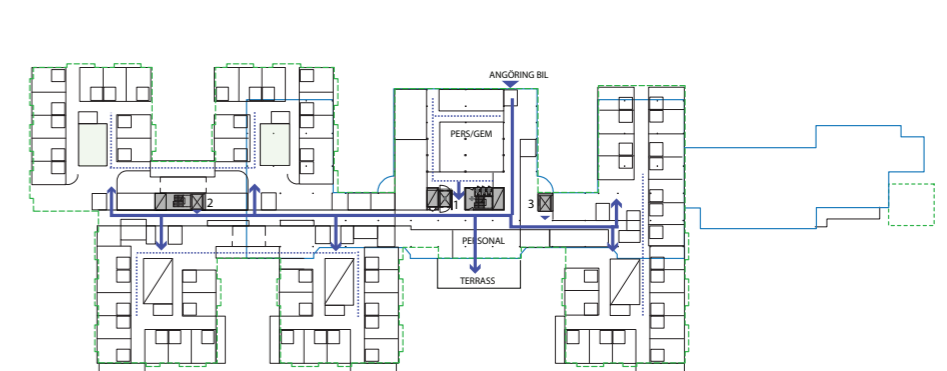 ANGÖRING BIL
PERS/GEM
2
1
3
PERSONAL
TERRASS